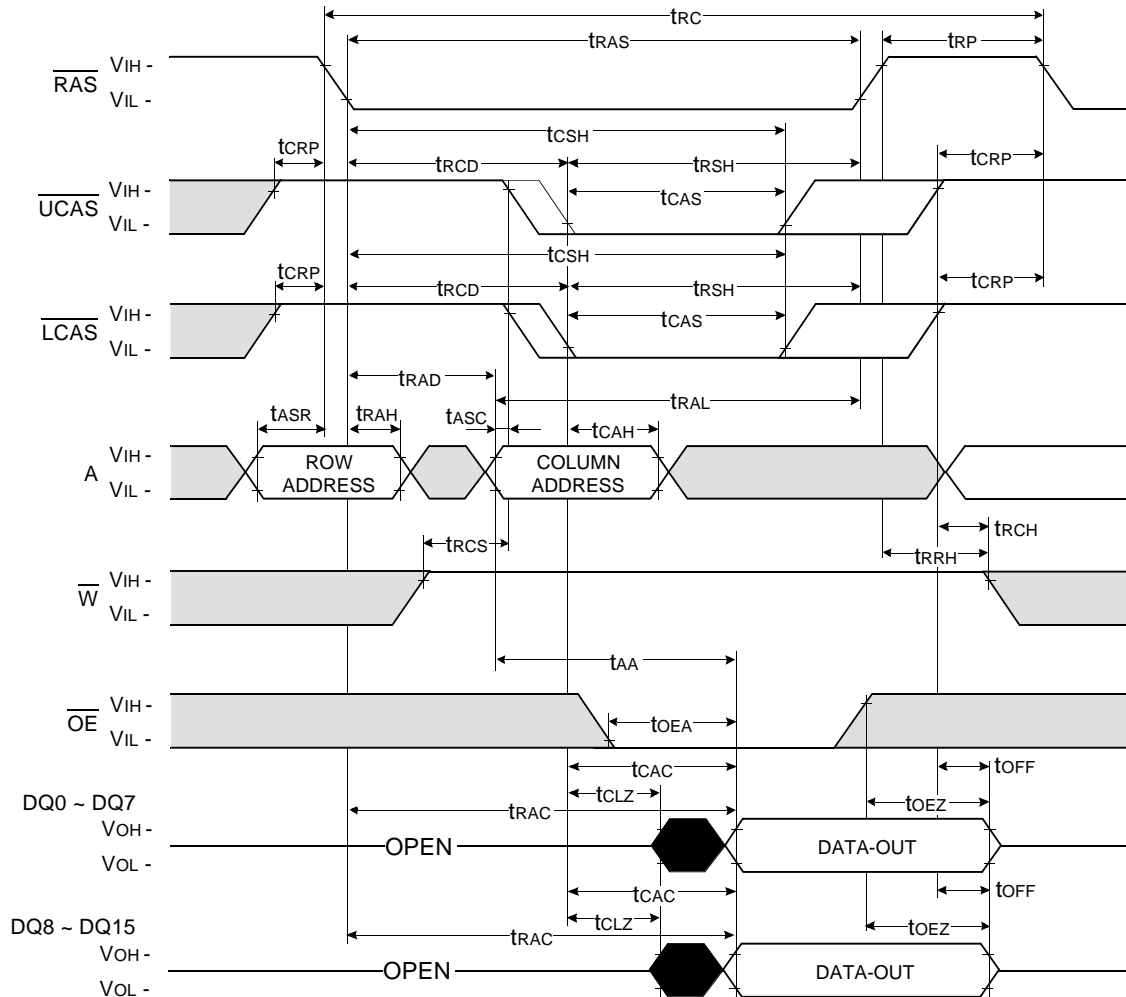 tRC
tRAS
tRP
RAS
VIH -
VIL -
tCSH
tCRP
tRCD
tRSH
tCRP
UCAS
VIH -
VIL -
tCAS
tCSH
tCRP
tRCD
tRSH
tCRP
LCAS
VIH -
VIL -
tCAS
tRAD
tRAL
tASR
tRAH
tASC
tCAH
A
VIH -
VIL -
ROW
ADDRESS
COLUMN
ADDRESS
tRCS
tRCH
tRRH
W
VIH -
VIL -
tAA
OE
VIH -
VIL -
tOEA
tCAC
tOFF
DQ0 ~ DQ7
tCLZ
tOEZ
tRAC
VOH -
VOL -
OPEN
DATA-OUT
tCAC
tOFF
DQ8 ~ DQ15
tCLZ
tOEZ
tRAC
VOH -
VOL -
OPEN
DATA-OUT